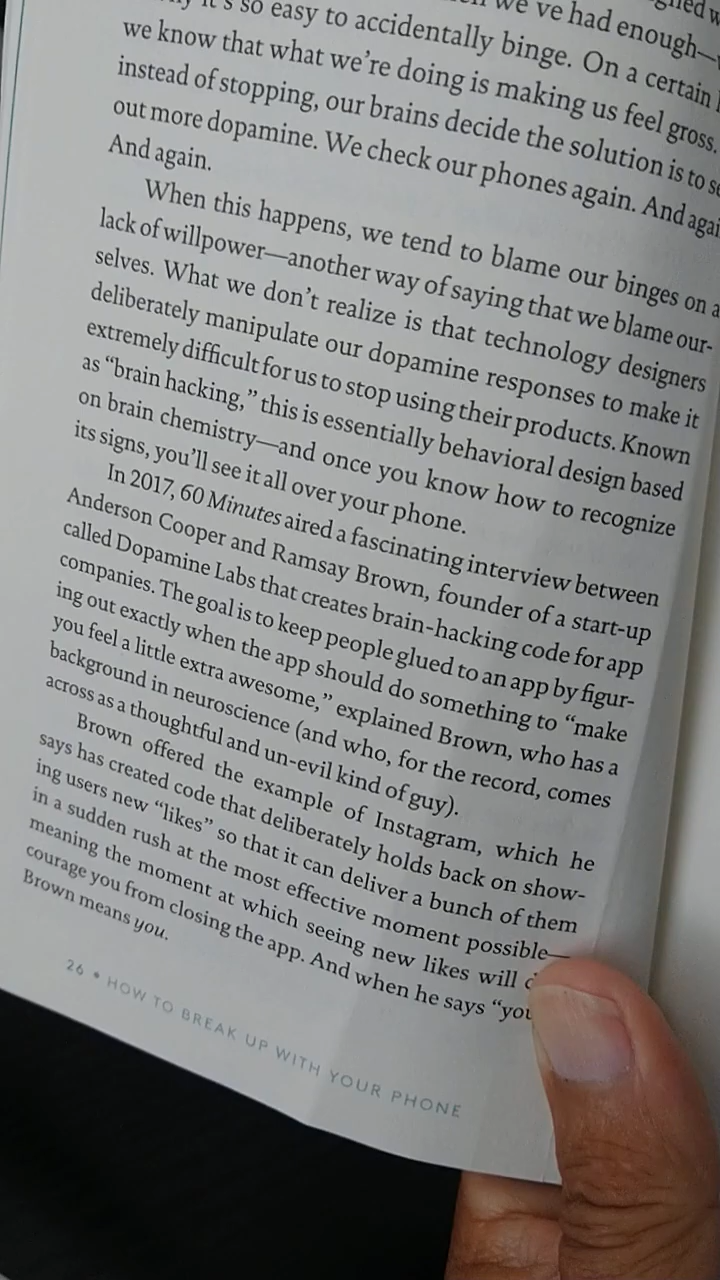 it's so easy to accidentally binge. On a certain
we've had enough—
we know that what we're doing is making us feel gross.
instead of stopping, our brains decide the solution is to
out more dopamine. We check our phones again. And
And again.
When this happens, we tend to blame our binges on a
lack of willpower—another way of saying that we blame our-
selves. What we don't realize is that technology designers
deliberately manipulate our dopamine responses to make it
extremely difficult for us to stop using their products. Known
as “brain hacking,” this is essentially behavioral design based
on brain chemistry—and once you know how to recognize
its signs, you'll see it all over your phone.
In 2017, 60 Minutes aired a fascinating interview between
Anderson Cooper and Ramsay Brown, founder of a start-up
called Dopamine Labs that creates brain-hacking code for app
companies. The goal is to keep people glued to an app by figur-
ing out exactly when the app should do something to “make
you feel a little extra awesome,” explained Brown, who has a
background in neuroscience (and who, for the record, comes
across as a thoughtful and un-evil kind of guy).
Brown offered the example of Instagram, which he
says has created code that deliberately holds back on show-
ing users new “likes” so that it can deliver a bunch of them
in a sudden rush at the most effective moment possible—
meaning the moment at which seeing new likes will
courage you from closing the app. And when he says
Brown means you.
26 • HOW TO BREAK UP WITH YOUR PHONE